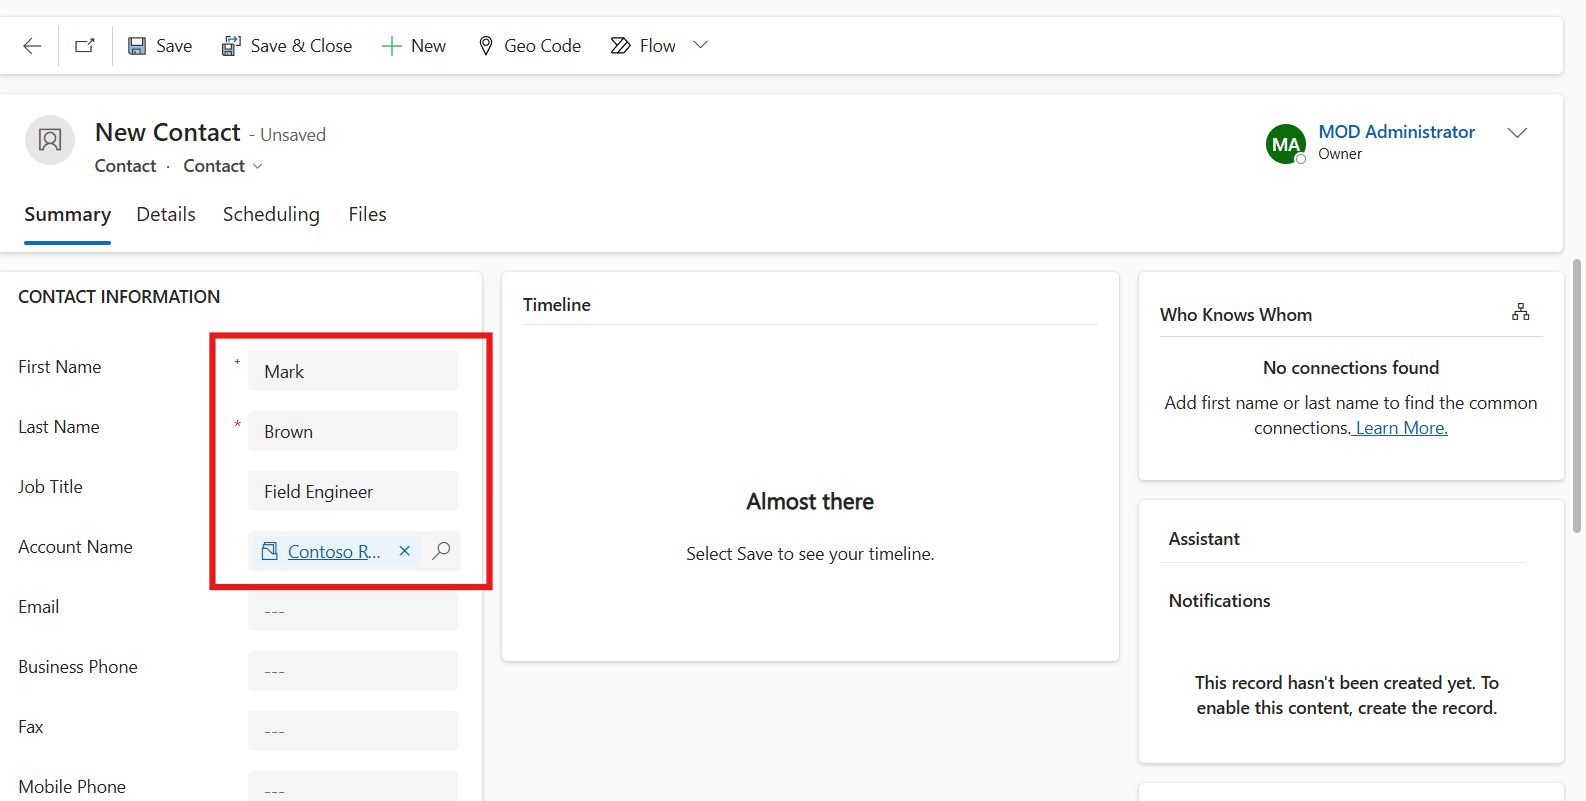 Save
Save & Close
New
Geo Code
Flow
New Contact - Unsaved
Contact · Contact
MA
MOD Administrator
Owner
Summary
Details
Scheduling
Files
CONTACT INFORMATION
First Name
*
Mark
Last Name
*
Brown
Job Title
Field Engineer
Account Name
Contoso R...
Email
---
Business Phone
---
Fax
---
Mobile Phone
---
Timeline
Almost there
Select Save to see your timeline.
Who Knows Whom
No connections found
Add first name or last name to find the common
connections. Learn More.
Assistant
Notifications
This record hasn't been created yet. To
enable this content, create the record.